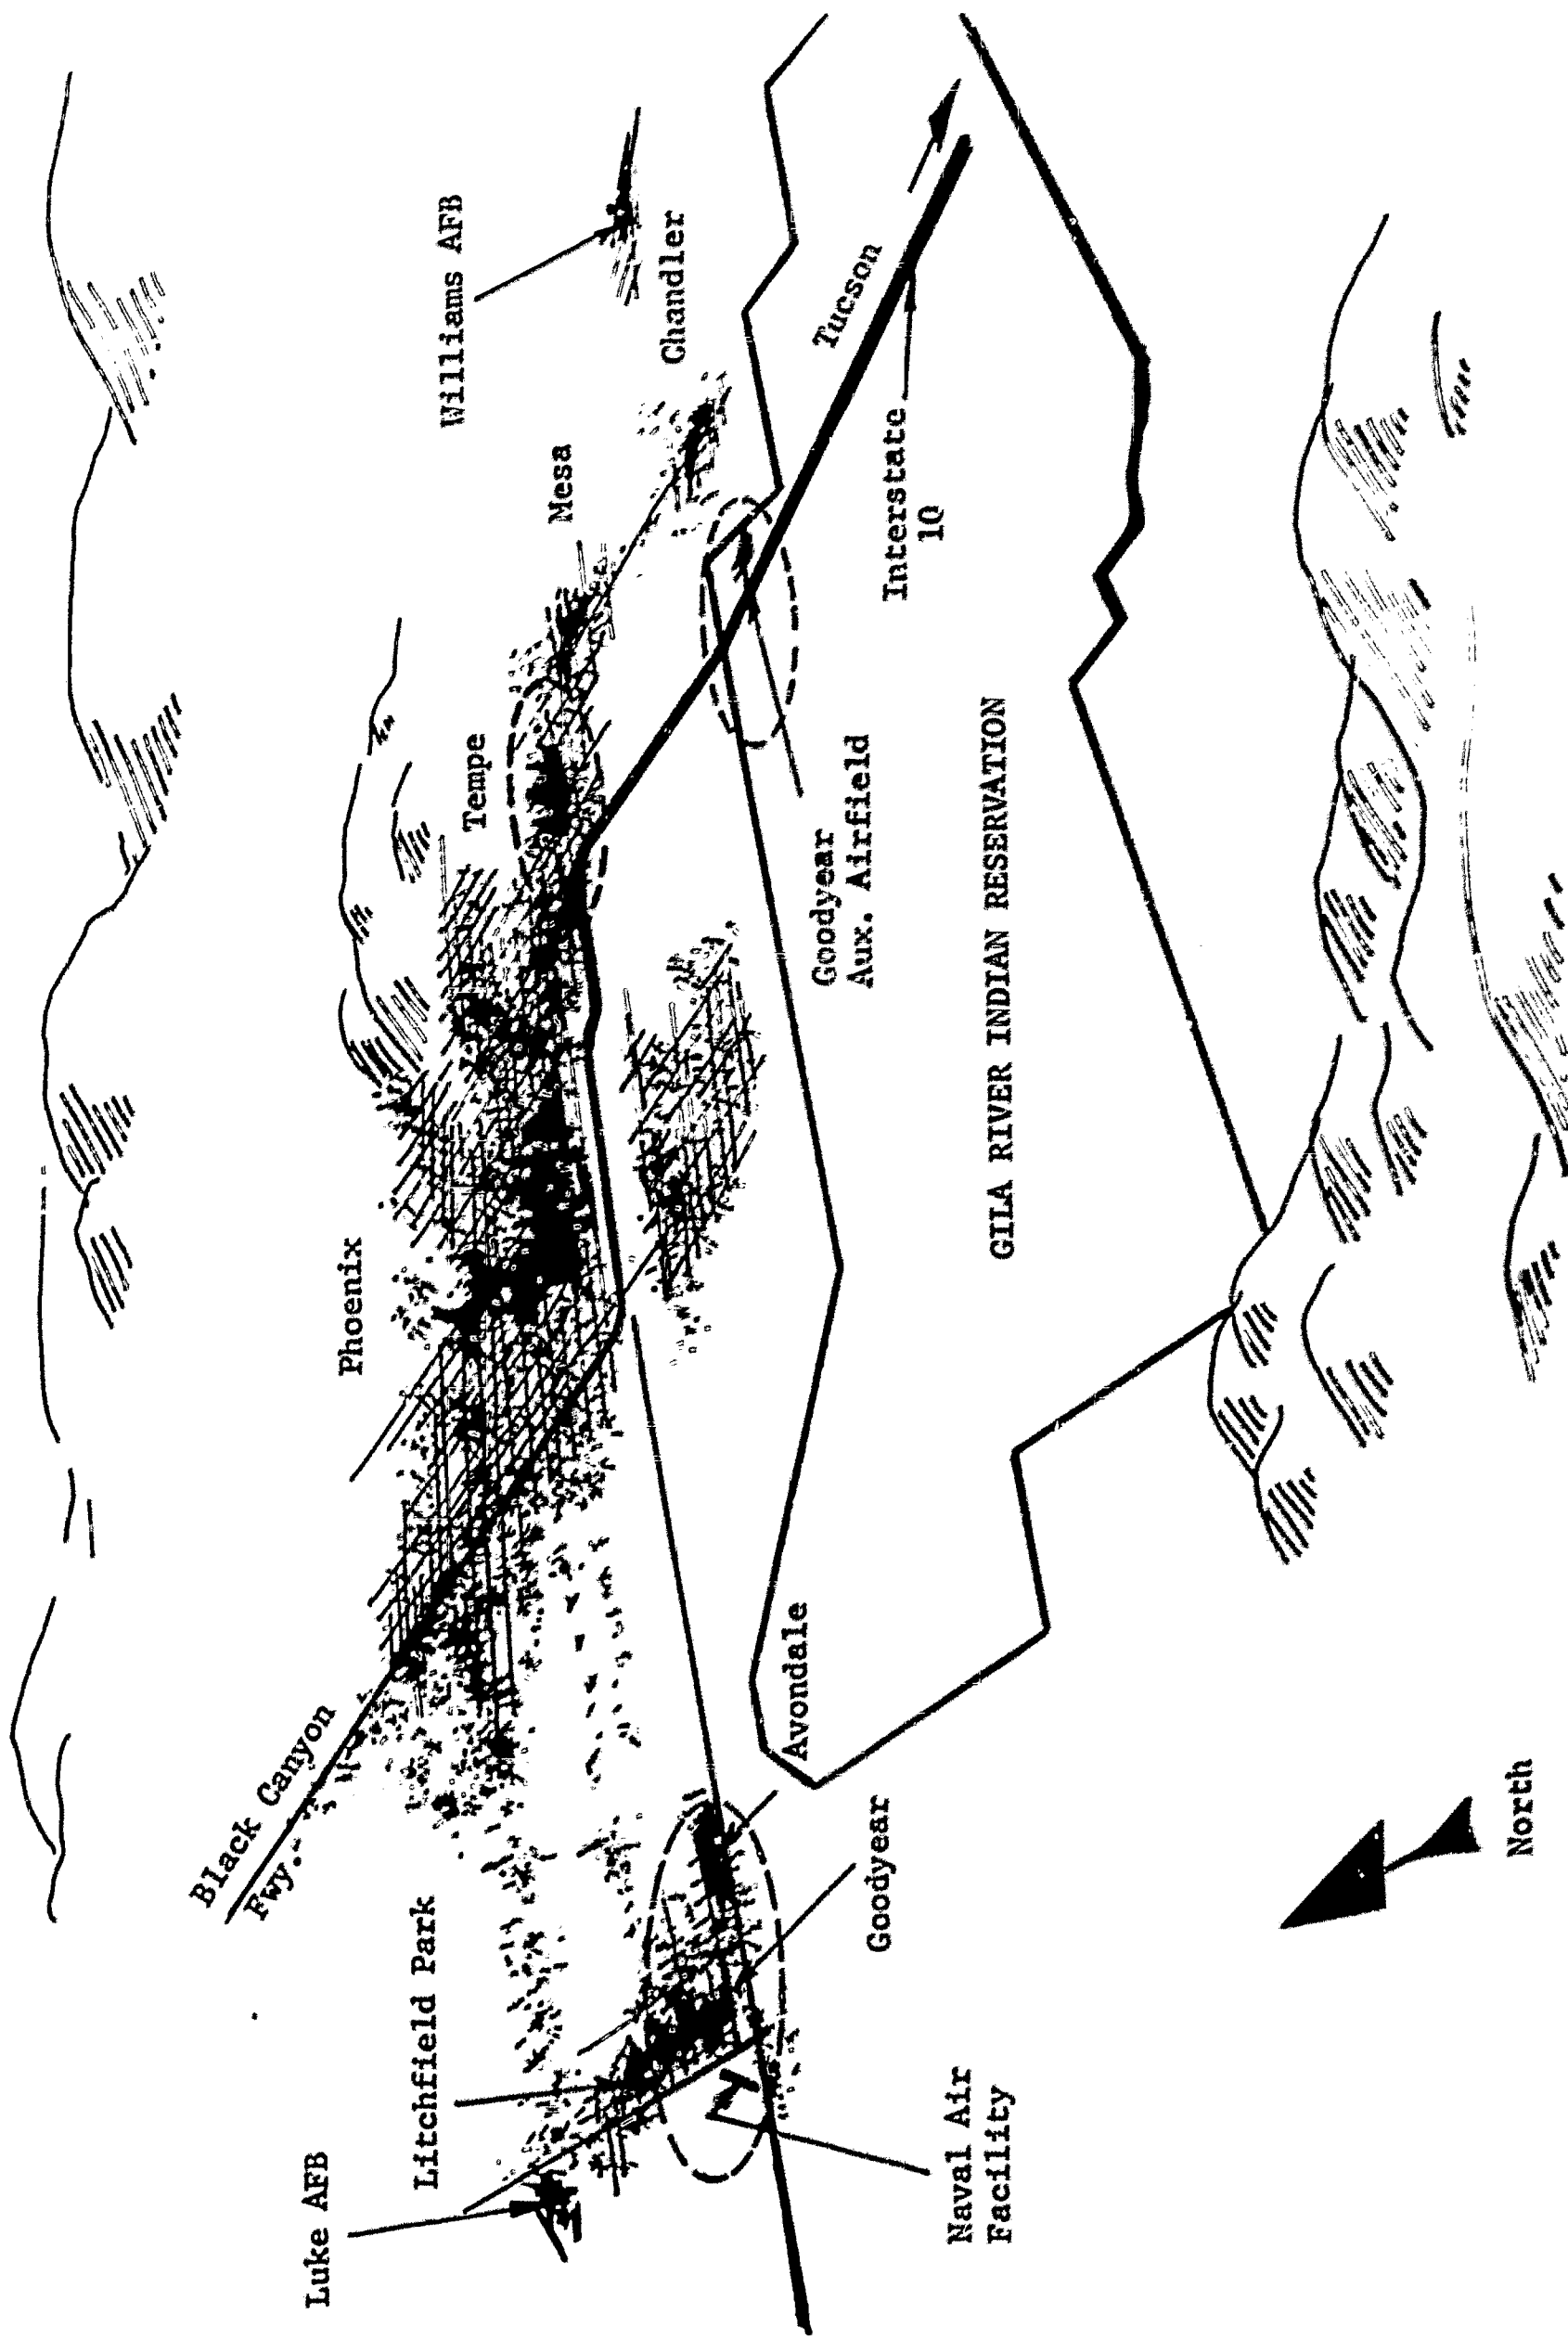 Black Canyon
Fwy.
Phoenix
Tempe
Mesa
Williams AFB
Chandler
Luke AFB
Litchfield Park
Tucson
Interstate
10
Avondale
Goodyear
Goodyear
Aux. Airfield
Naval Air
Facility
GILA RIVER INDIAN RESERVATION
North